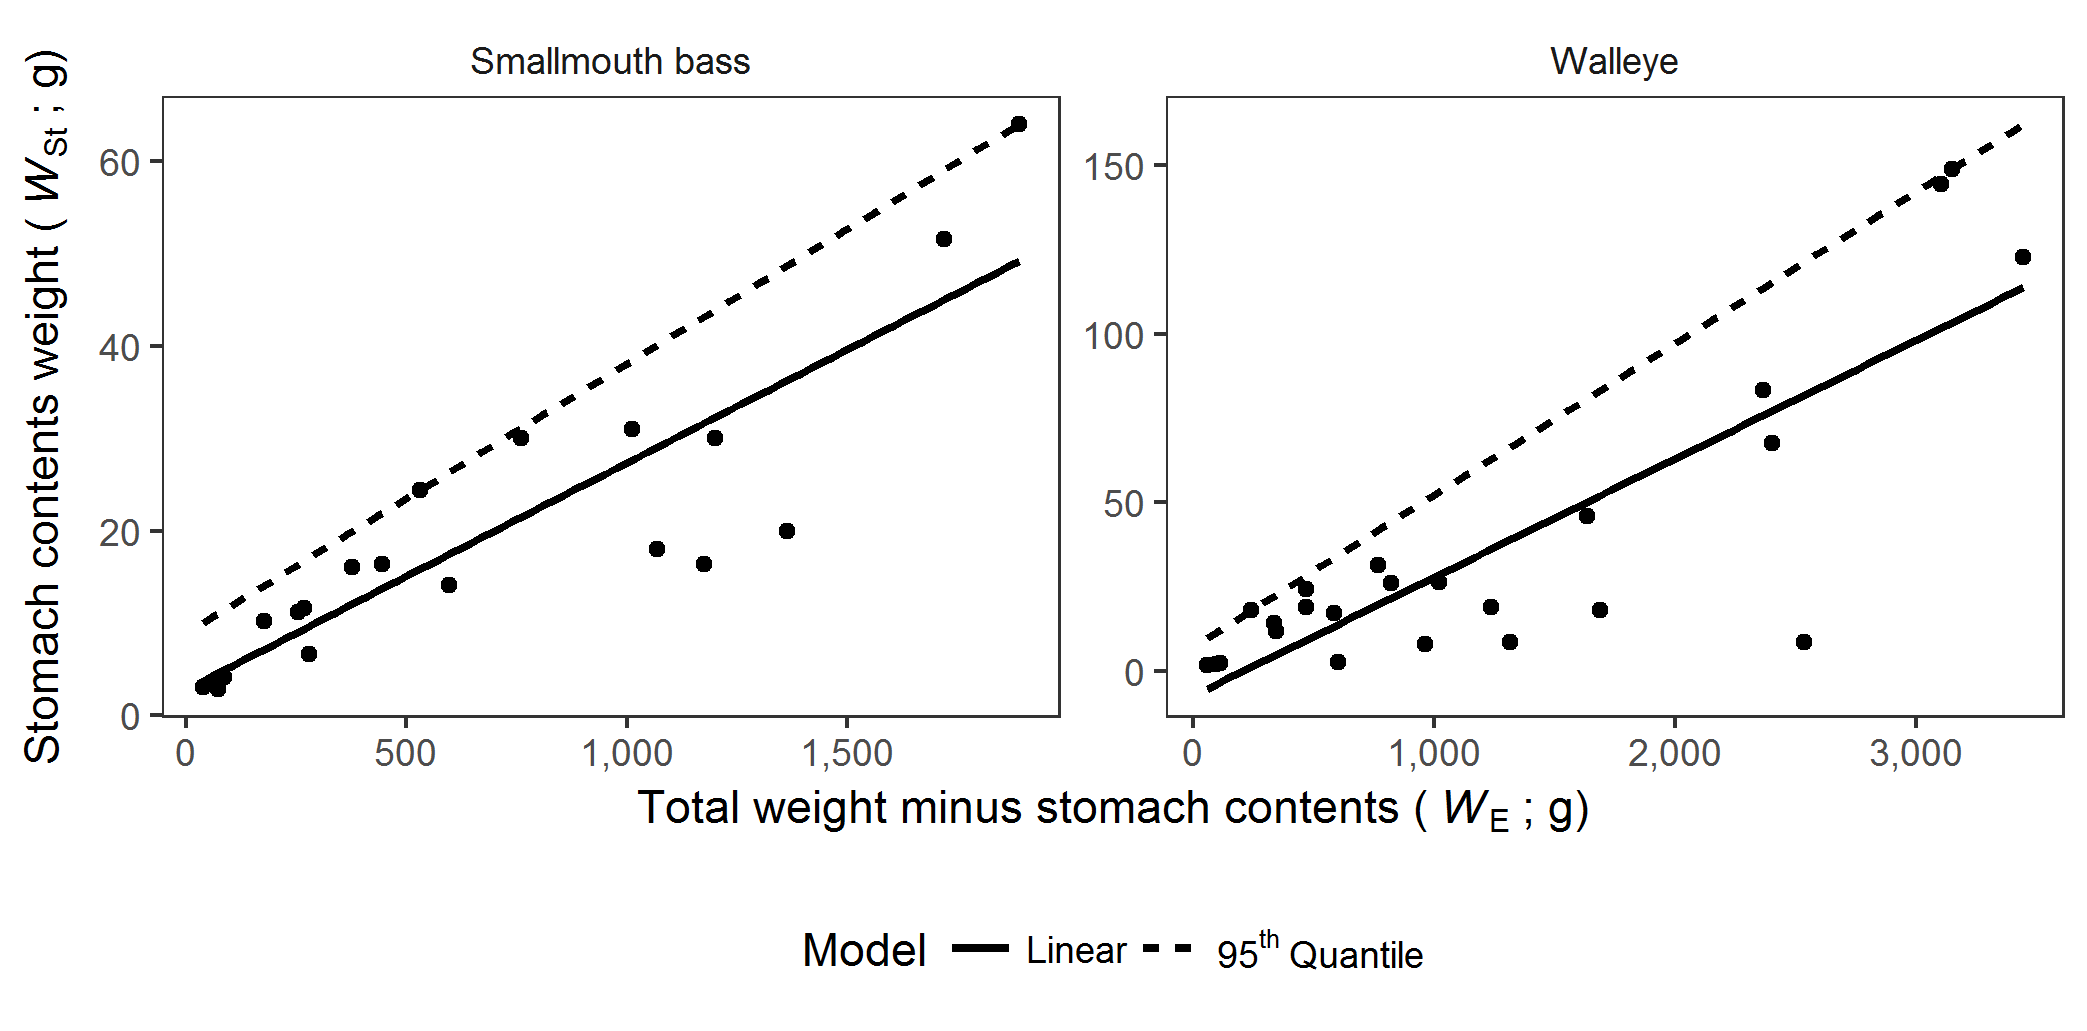 Smallmouth bass
Walleye
Stomach contents weight ( WSt ; g)
60
40
20
0
150
100
50
0
0 500 1,000 1,500
0 1,000 2,000 3,000
Total weight minus stomach contents ( WE ; g)
Model Linear 95th Quantile